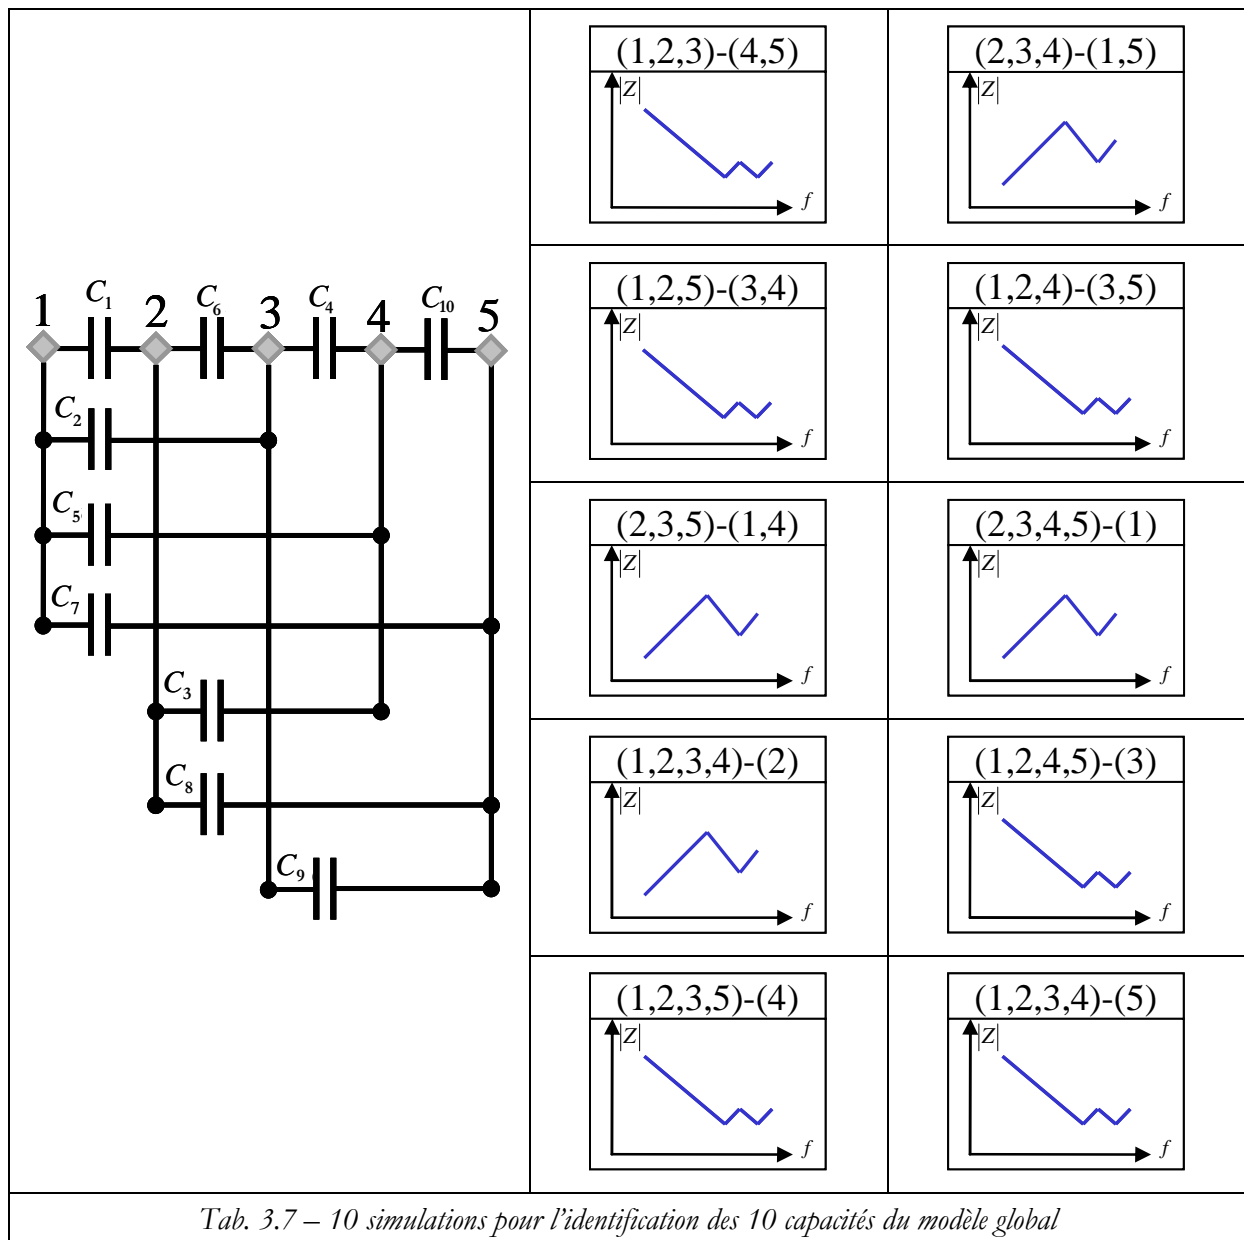 1 C1 2 C6 3 C4 4 C10 5
C2
C5
C7
C3
C8
C9
(1,2,3)-(4,5)
|Z|
f
(2,3,4)-(1,5)
|Z|
f
(1,2,5)-(3,4)
|Z|
f
(1,2,4)-(3,5)
|Z|
f
(2,3,5)-(1,4)
|Z|
f
(2,3,4,5)-(1)
|Z|
f
(1,2,3,4)-(2)
|Z|
f
(1,2,4,5)-(3)
|Z|
f
(1,2,3,5)-(4)
|Z|
f
(1,2,3,4)-(5)
|Z|
f
Tab. 3.7 – 10 simulations pour l'identification des 10 capacités du modèle global